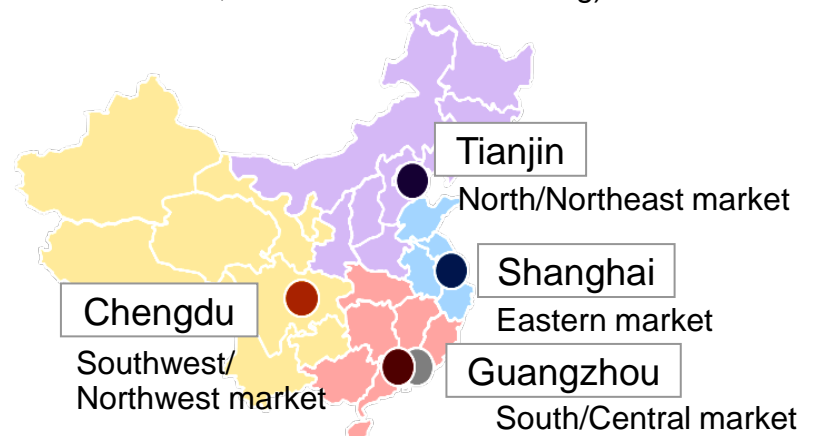 g)
Tianjin
North/Northeast market
Shanghai
Eastern market
Chengdu
Southwest/
Northwest market
Guangzhou
South/Central market